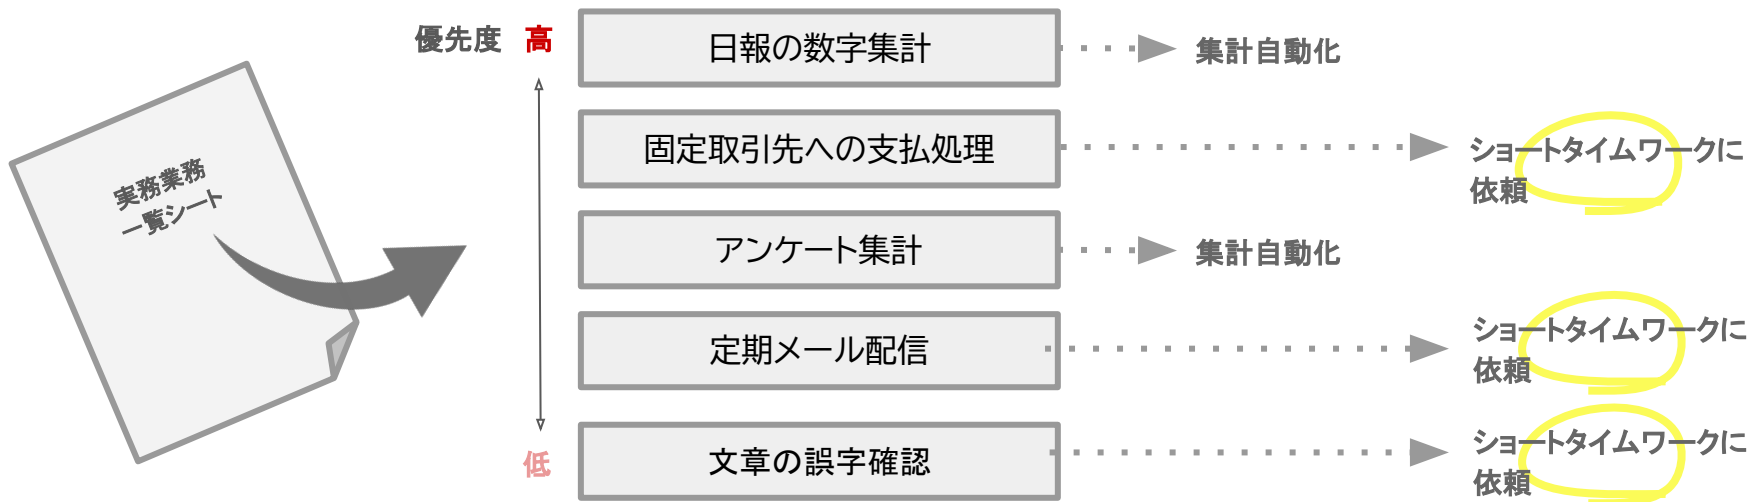 優先度 高
日報の数字集計
集計自動化
実務業務
一覧シート
固定取引先への支払処理
ショートタイムワークに
依頼
アンケート集計
集計自動化
定期メール配信
ショートタイムワークに
依頼
低
文章の誤字確認
ショートタイムワークに
依頼